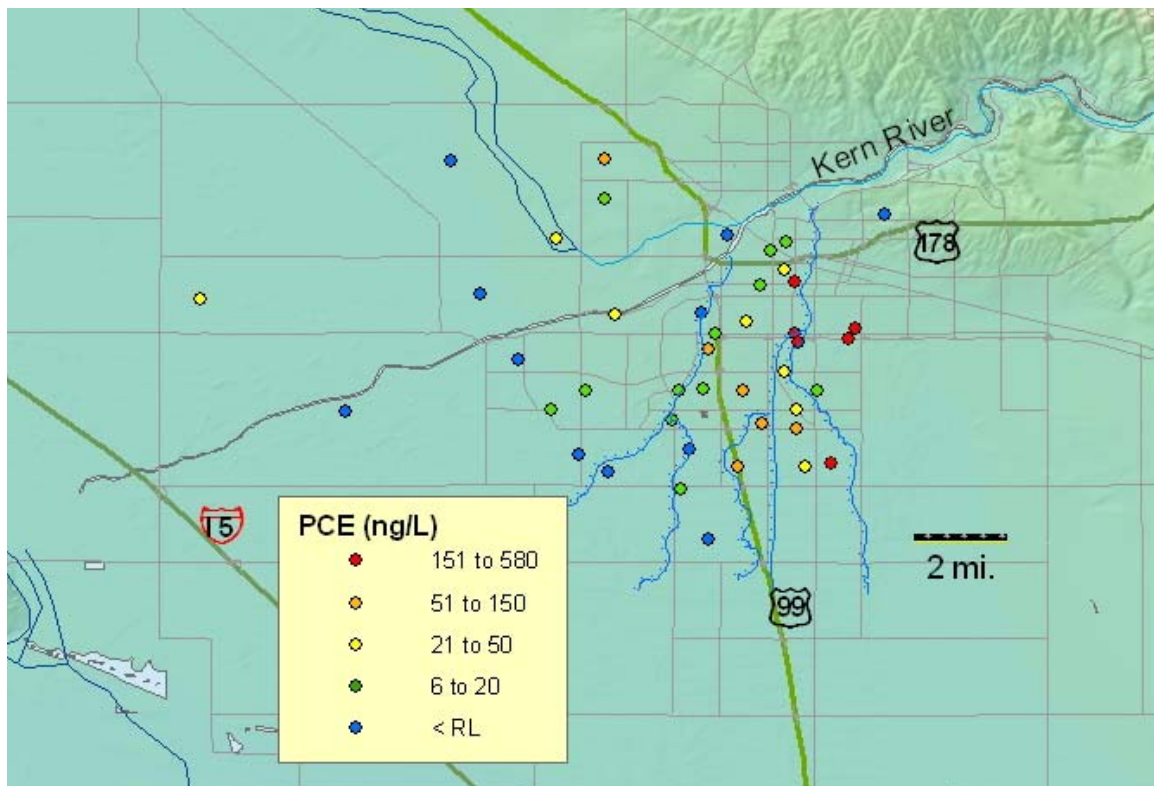 Kern River
178
15
PCE (ng/L)
151 to 580
51 to 150
21 to 50
6 to 20
< RL
2 mi.
99